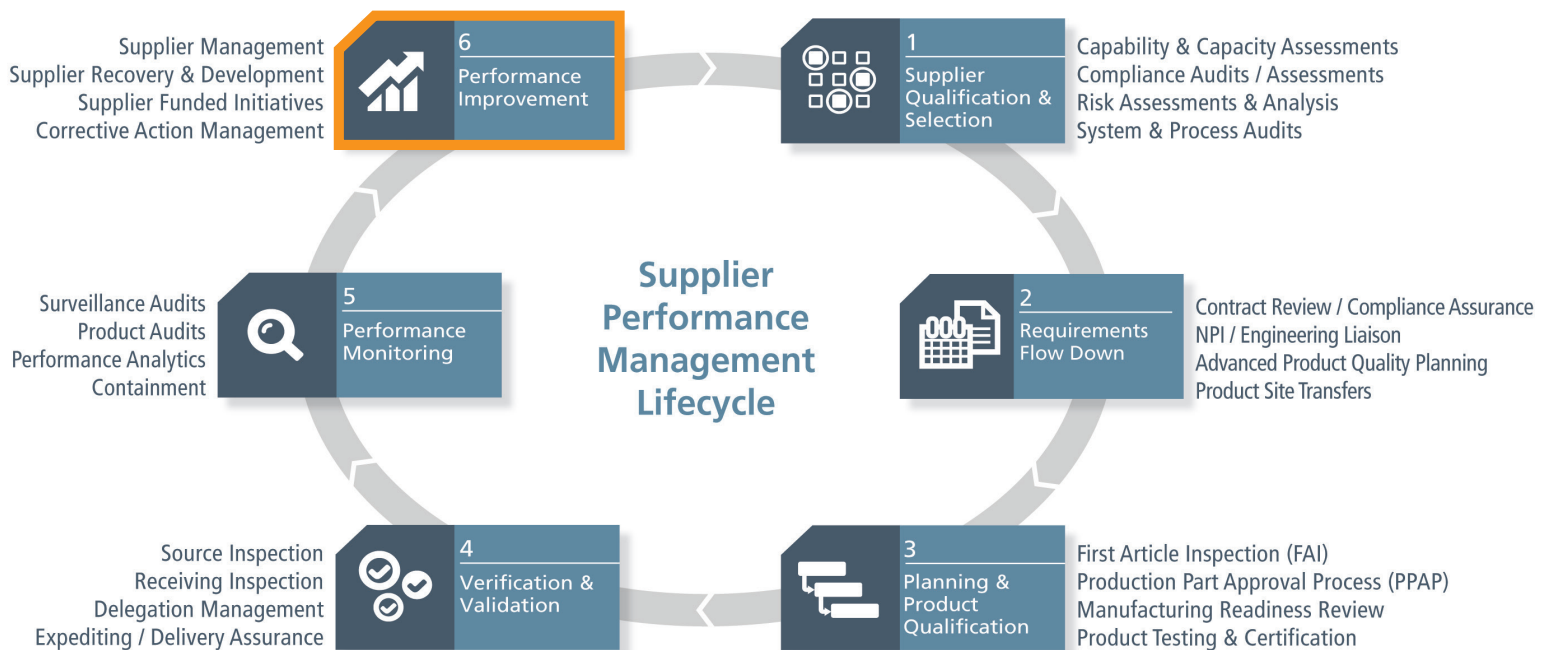 Supplier Performance
Management
Lifecycle
1
Supplier
Qualification &
Selection
Capability & Capacity Assessments
Compliance Audits / Assessments
Risk Assessments & Analysis
System & Process Audits
2
Requirements
Flow Down
Contract Review / Compliance Assurance
NPI / Engineering Liaison
Advanced Product Quality Planning
Product Site Transfers
3
Planning &
Product
Qualification
First Article Inspection (FAI)
Production Part Approval Process (PPAP)
Manufacturing Readiness Review
Product Testing & Certification
4
Verification &
Validation
Source Inspection
Receiving Inspection
Delegation Management
Expediting / Delivery Assurance
5
Performance
Monitoring
Surveillance Audits
Product Audits
Performance Analytics
Containment
6
Performance
Improvement
Supplier Management
Supplier Recovery & Development
Supplier Funded Initiatives
Corrective Action Management